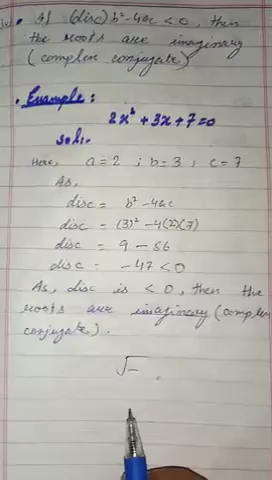 iv. If (disc) b² - 4ac < 0, then
the roots are imaginary
(complex conjugate)
. Example:
2x² + 3x + 7 = 0
Soln.
Here, a = 2 ; b = 3 ; c = 7
As,
disc = b² - 4ac
disc = (3)² - 4(2)(7)
disc = 9 - 56
disc = -47 < 0
As, disc is < 0, then the
roots are imaginary (complex
conjugate).
√-